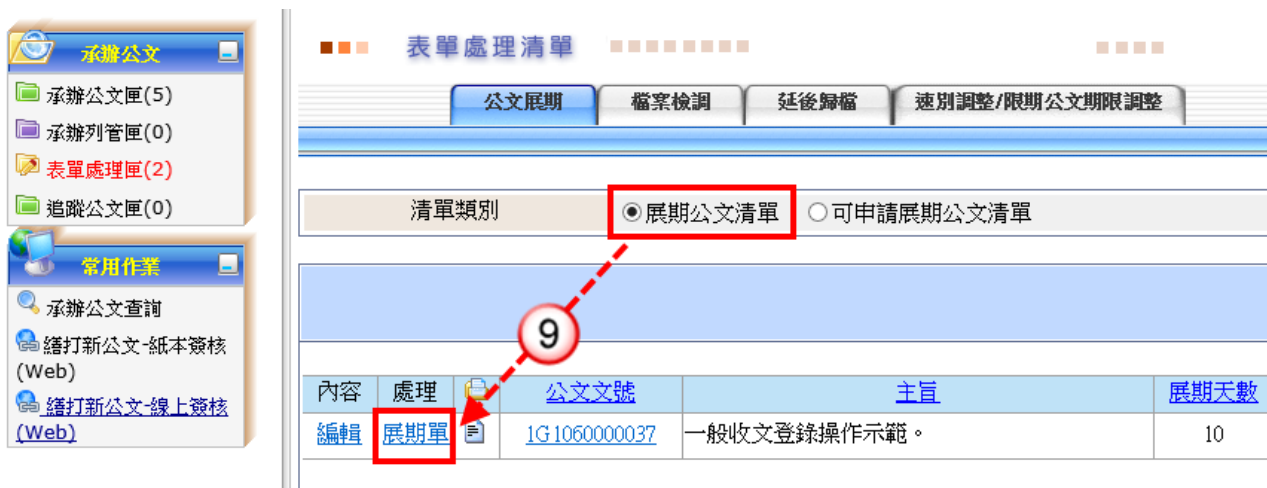 承辦公文
承辦公文匣(5)
承辦列管匣(0)
表單處理匣(2)
追蹤公文匣(0)
常用作業
承辦公文查詢
繕打新公文-紙本簽核
(Web)
繕打新公文-線上簽核
(Web)
表單處理清單
公文展期 檔案檢調 延後歸檔 速別調整/限期公文期限調整
清單類別 展期公文清單 可申請展期公文清單
9
內容 處理 公文文號 主旨 展期天數
編輯 展期單 1G1060000037 一般收文登錄操作示範。 10